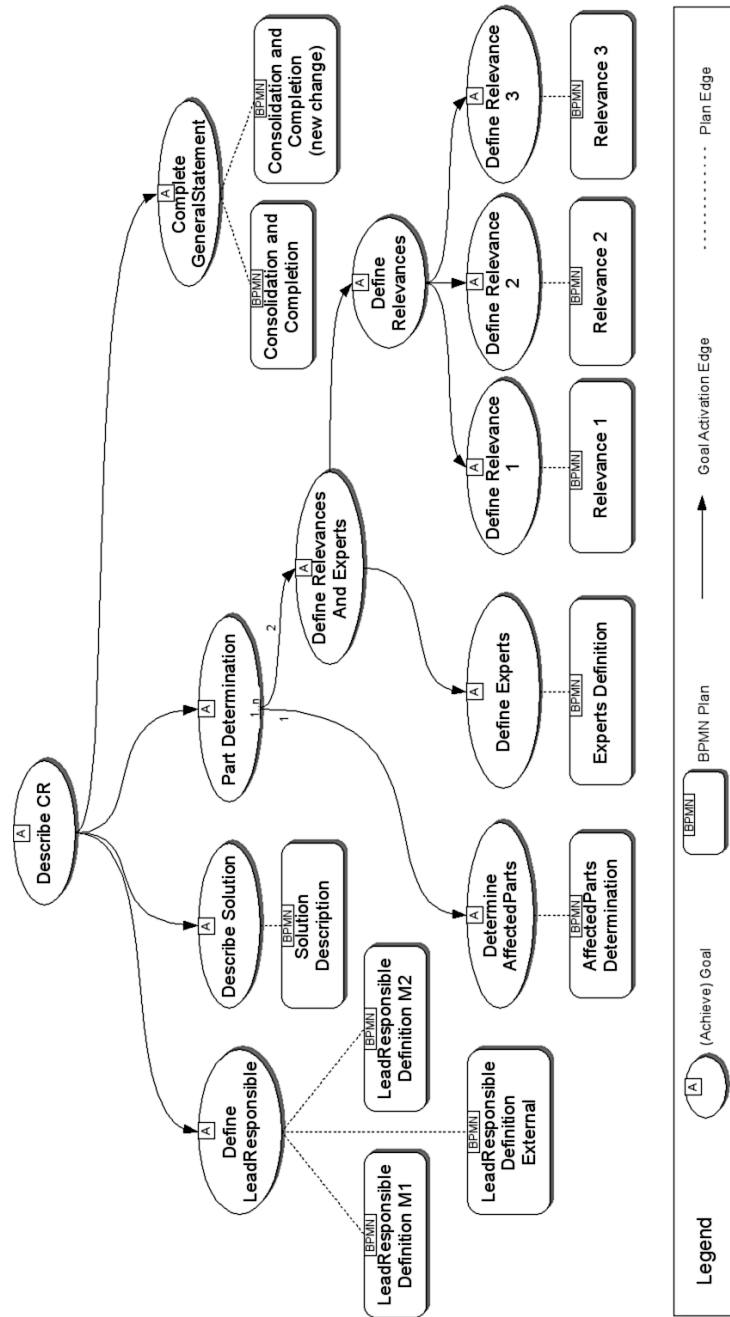 A
Describe CR
A
Define
LeadResponsible
A
Describe Solution
A
Part Determination
1..n
A
Complete
GeneralStatement
BPMN
LeadResponsible
Definition M1
BPMN
LeadResponsible
Definition M2
BPMN
LeadResponsible
Definition
External
BPMN
Solution
Description
1
2
A
Define Relevances
And Experts
BPMN
Consolidation and
Completion
BPMN
Consolidation and
Completion
(new change)
A
Define
Relevances
A
Determine
AffectedParts
A
Define Experts
A
Define Relevance
1
A
Define Relevance
2
A
Define Relevance
3
BPMN
AffectedParts
Determination
BPMN
Experts Definition
BPMN
Relevance 1
BPMN
Relevance 2
BPMN
Relevance 3
Legend
A
(Achieve) Goal
BPMN
BPMN Plan
Goal Activation Edge
Plan Edge